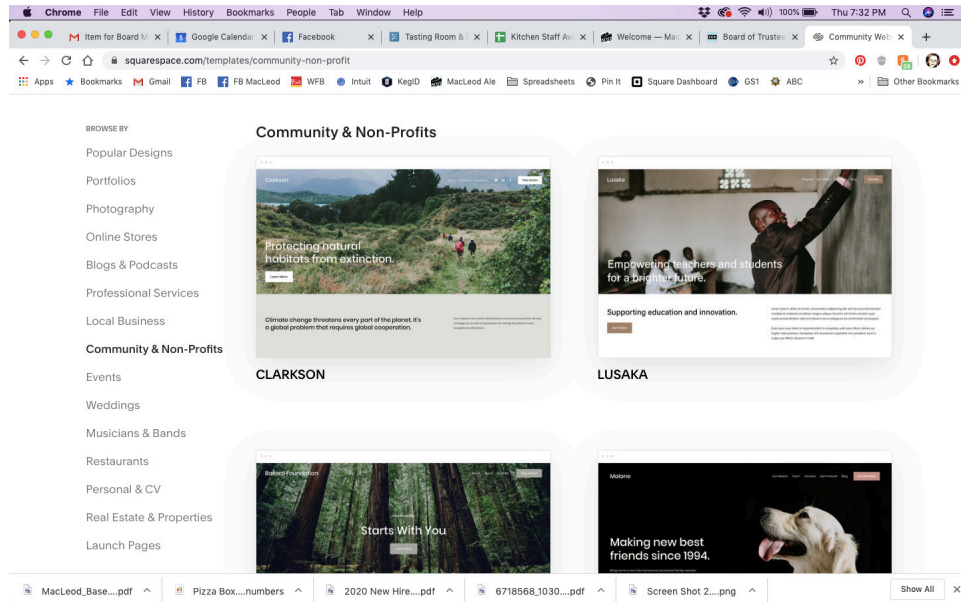 Chrome File Edit View History Bookmarks People Tab Window Help 100% Thu 7:32 PM
Item for Board M
Google Calendar
Facebook
Tasting Room &
Kitchen Staff Av
Welcome — Mac
Board of Trustee
Community Web
squarespace.com/templates/community-non-profit
Apps Bookmarks Gmail FB FB MacLeod WFB Intuit KegID MacLeod Ale Spreadsheets Pin It Square Dashboard GS1 ABC » Other Bookmarks
BROWSE BY
Popular Designs
Portfolios
Photography
Online Stores
Blogs & Podcasts
Professional Services
Local Business
Community & Non-Profits
Events
Weddings
Musicians & Bands
Restaurants
Personal & CV
Real Estate & Properties
Launch Pages
Community & Non-Profits
Clarkson
Protecting natural
habitats from extinction.
Learn More
Climate change threatens every part of the planet. It's
a global problem that requires global cooperation.
CLARKSON
Lusaka
Empowering teachers and students
for a brighter future.
Supporting education and innovation.
LUSAKA
Ballard Foundation
Starts With You
Malone
Making new best
friends since 1994.
MacLeod_Base....pdf
Pizza Box....numbers
2020 New Hire....pdf
6718568_1030....pdf
Screen Shot 2....png
Show All